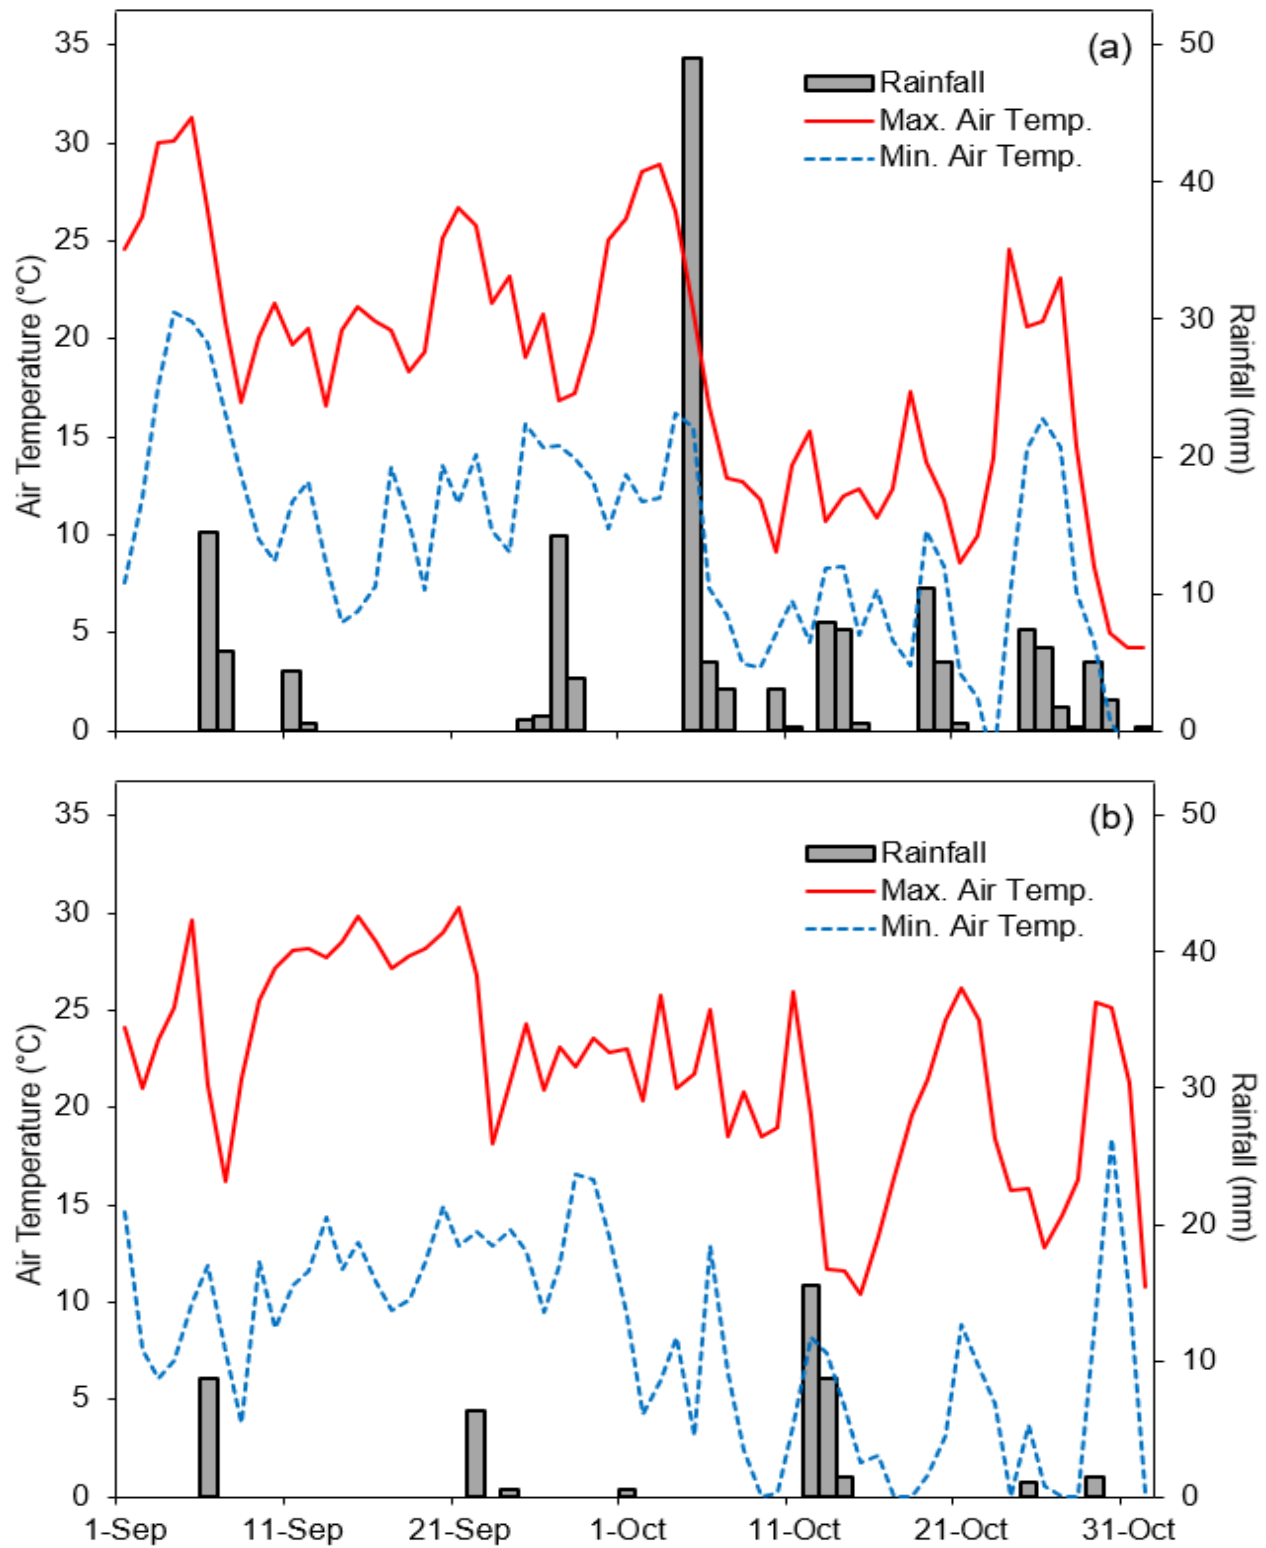 (a)
Rainfall
Max. Air Temp.
Min. Air Temp.
35
30
25
20
15
10
5
0
Air Temperature (°C)
50
40
30
20
10
0
Rainfall (mm)
(b)
Rainfall
Max. Air Temp.
Min. Air Temp.
35
30
25
20
15
10
5
0
Air Temperature (°C)
50
40
30
20
10
0
Rainfall (mm)
1-Sep 11-Sep 21-Sep 1-Oct 11-Oct 21-Oct 31-Oct